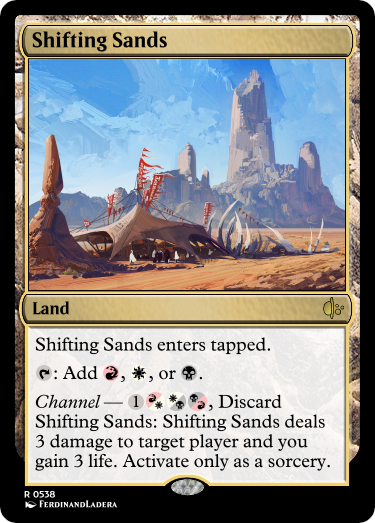 Shifting Sands
Land
Shifting Sands enters tapped.
: Add , , or .
Channel — 1 , Discard
Shifting Sands: Shifting Sands deals
3 damage to target player and you
gain 3 life. Activate only as a sorcery.
R 0538
FerdinandLadera